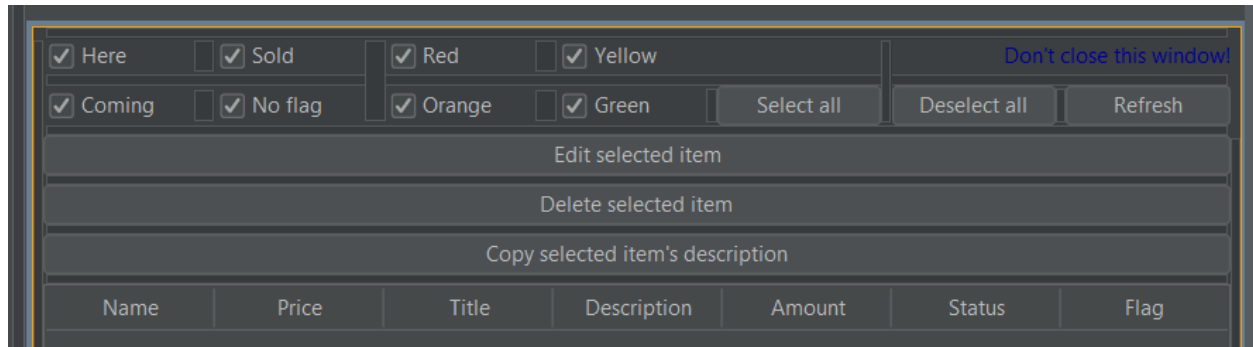 Here Sold Red Yellow Don't close this window!
Coming No flag Orange Green Select all Deselect all Refresh
Edit selected item
Delete selected item
Copy selected item's description
Name Price Title Description Amount Status Flag